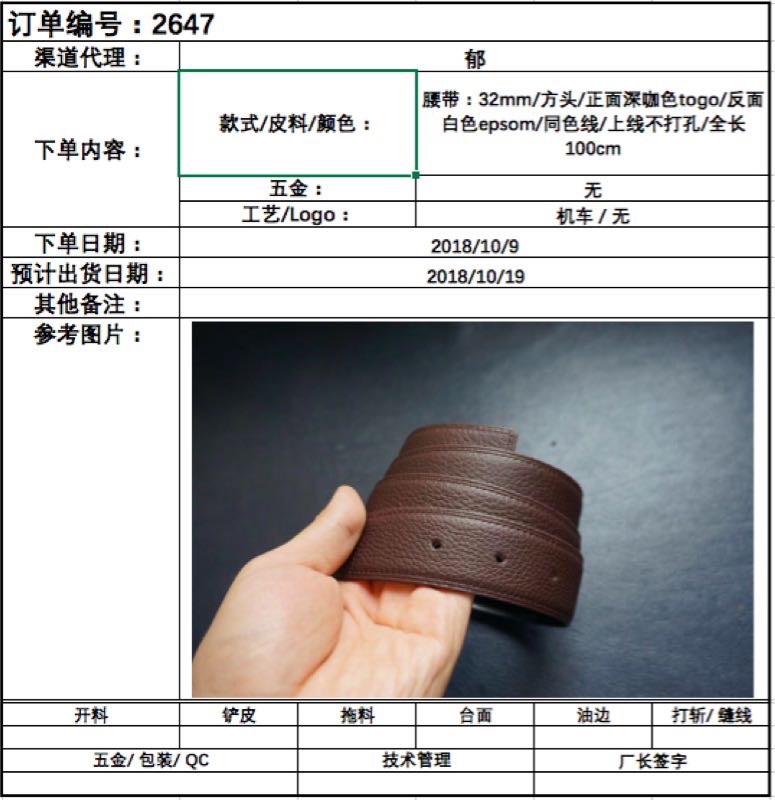 订单编号：2647
渠道代理：
郁
下单内容：
款式/皮料/颜色：
腰带：32mm/方头/正面深咖色togo/反面
白色epsom/同色线/上线不打孔/全长
100cm
五金：
无
工艺/Logo：
机车 / 无
下单日期：
2018/10/9
预计出货日期：
2018/10/19
其他备注：
参考图片：
开料
铲皮
拖料
台面
油边
打斩/ 缝线
五金/ 包装/ QC
技术管理
厂长签字